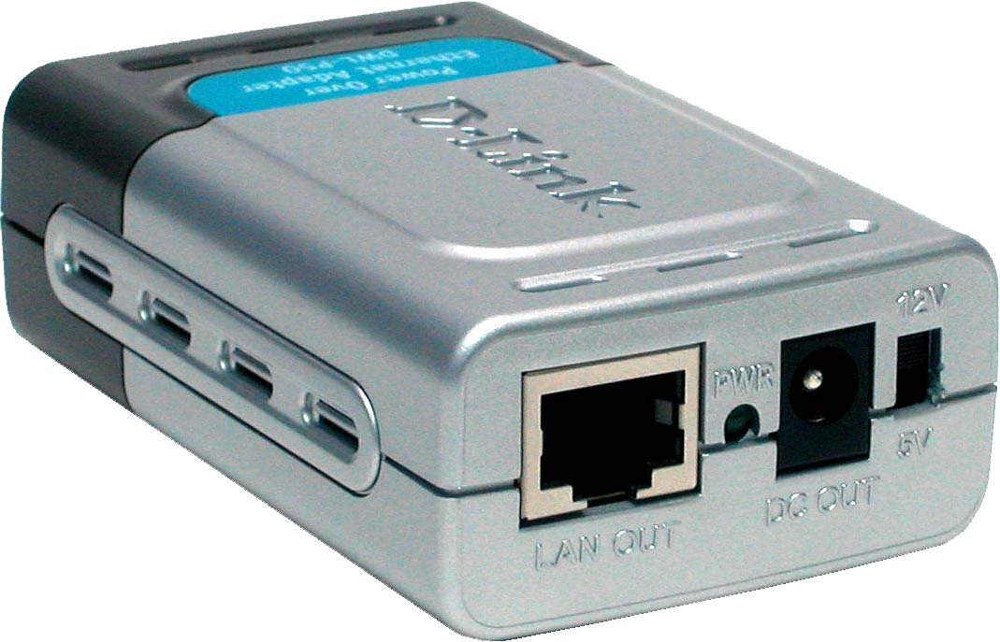 Power Over
Ethernet Adapter
DWL-P50
D-Link
12V
PWR
5V
DC OUT
LAN OUT